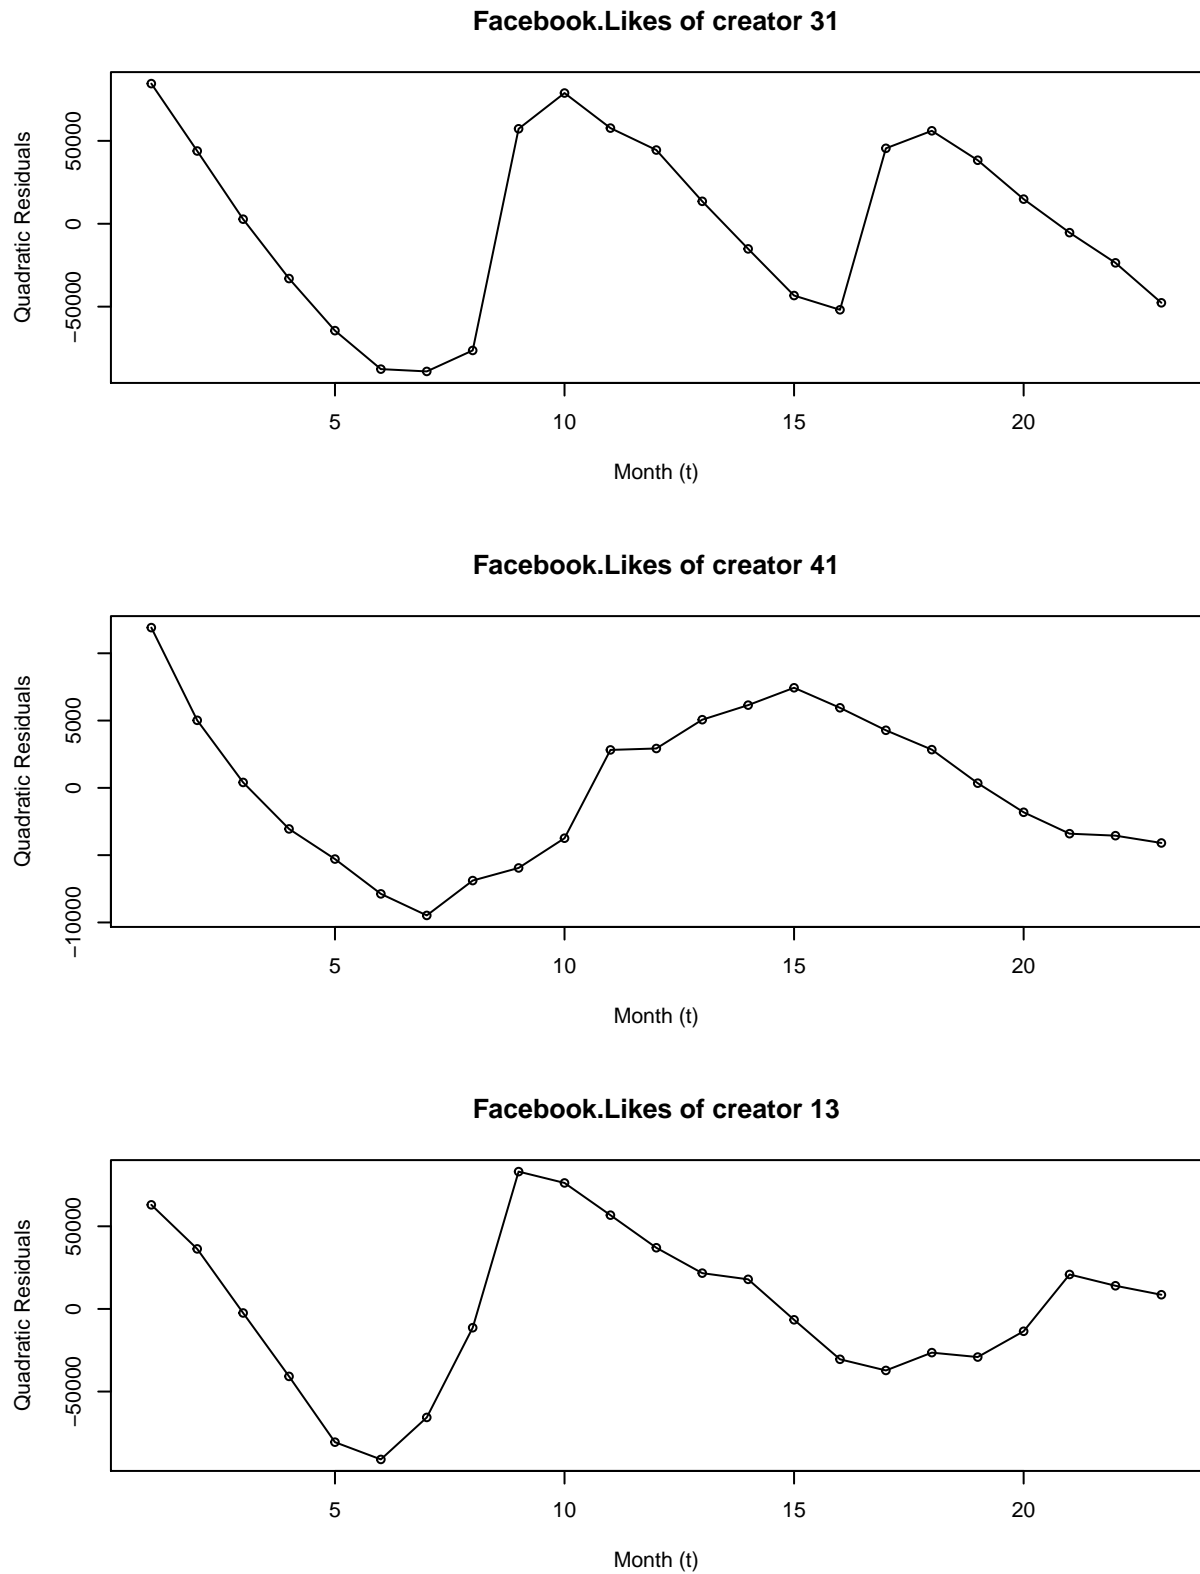 Facebook.Likes of creator 31
Quadratic Residuals
50000
0
−50000
5
10
15
20
Month (t)
Facebook.Likes of creator 41
Quadratic Residuals
5000
0
−10000
5
10
15
20
Month (t)
Facebook.Likes of creator 13
Quadratic Residuals
50000
0
−50000
5
10
15
20
Month (t)